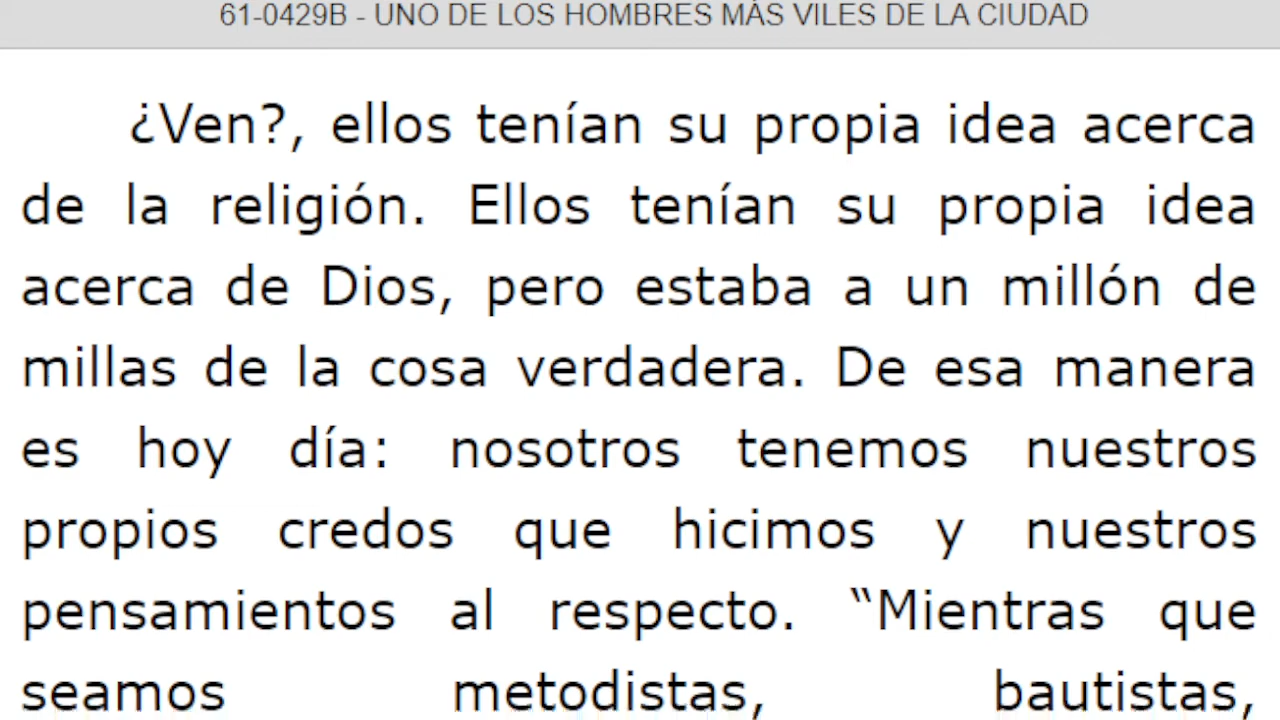 61-0429B - UNO DE LOS HOMBRES MÁS VILES DE LA CIUDAD
¿Ven?, ellos tenían su propia idea acerca
de la religión. Ellos tenían su propia idea
acerca de Dios, pero estaba a un millón de
millas de la cosa verdadera. De esa manera
es hoy día: nosotros tenemos nuestros
propios credos que hicimos y nuestros
pensamientos al respecto. “Mientras que
seamos metodistas, bautistas,